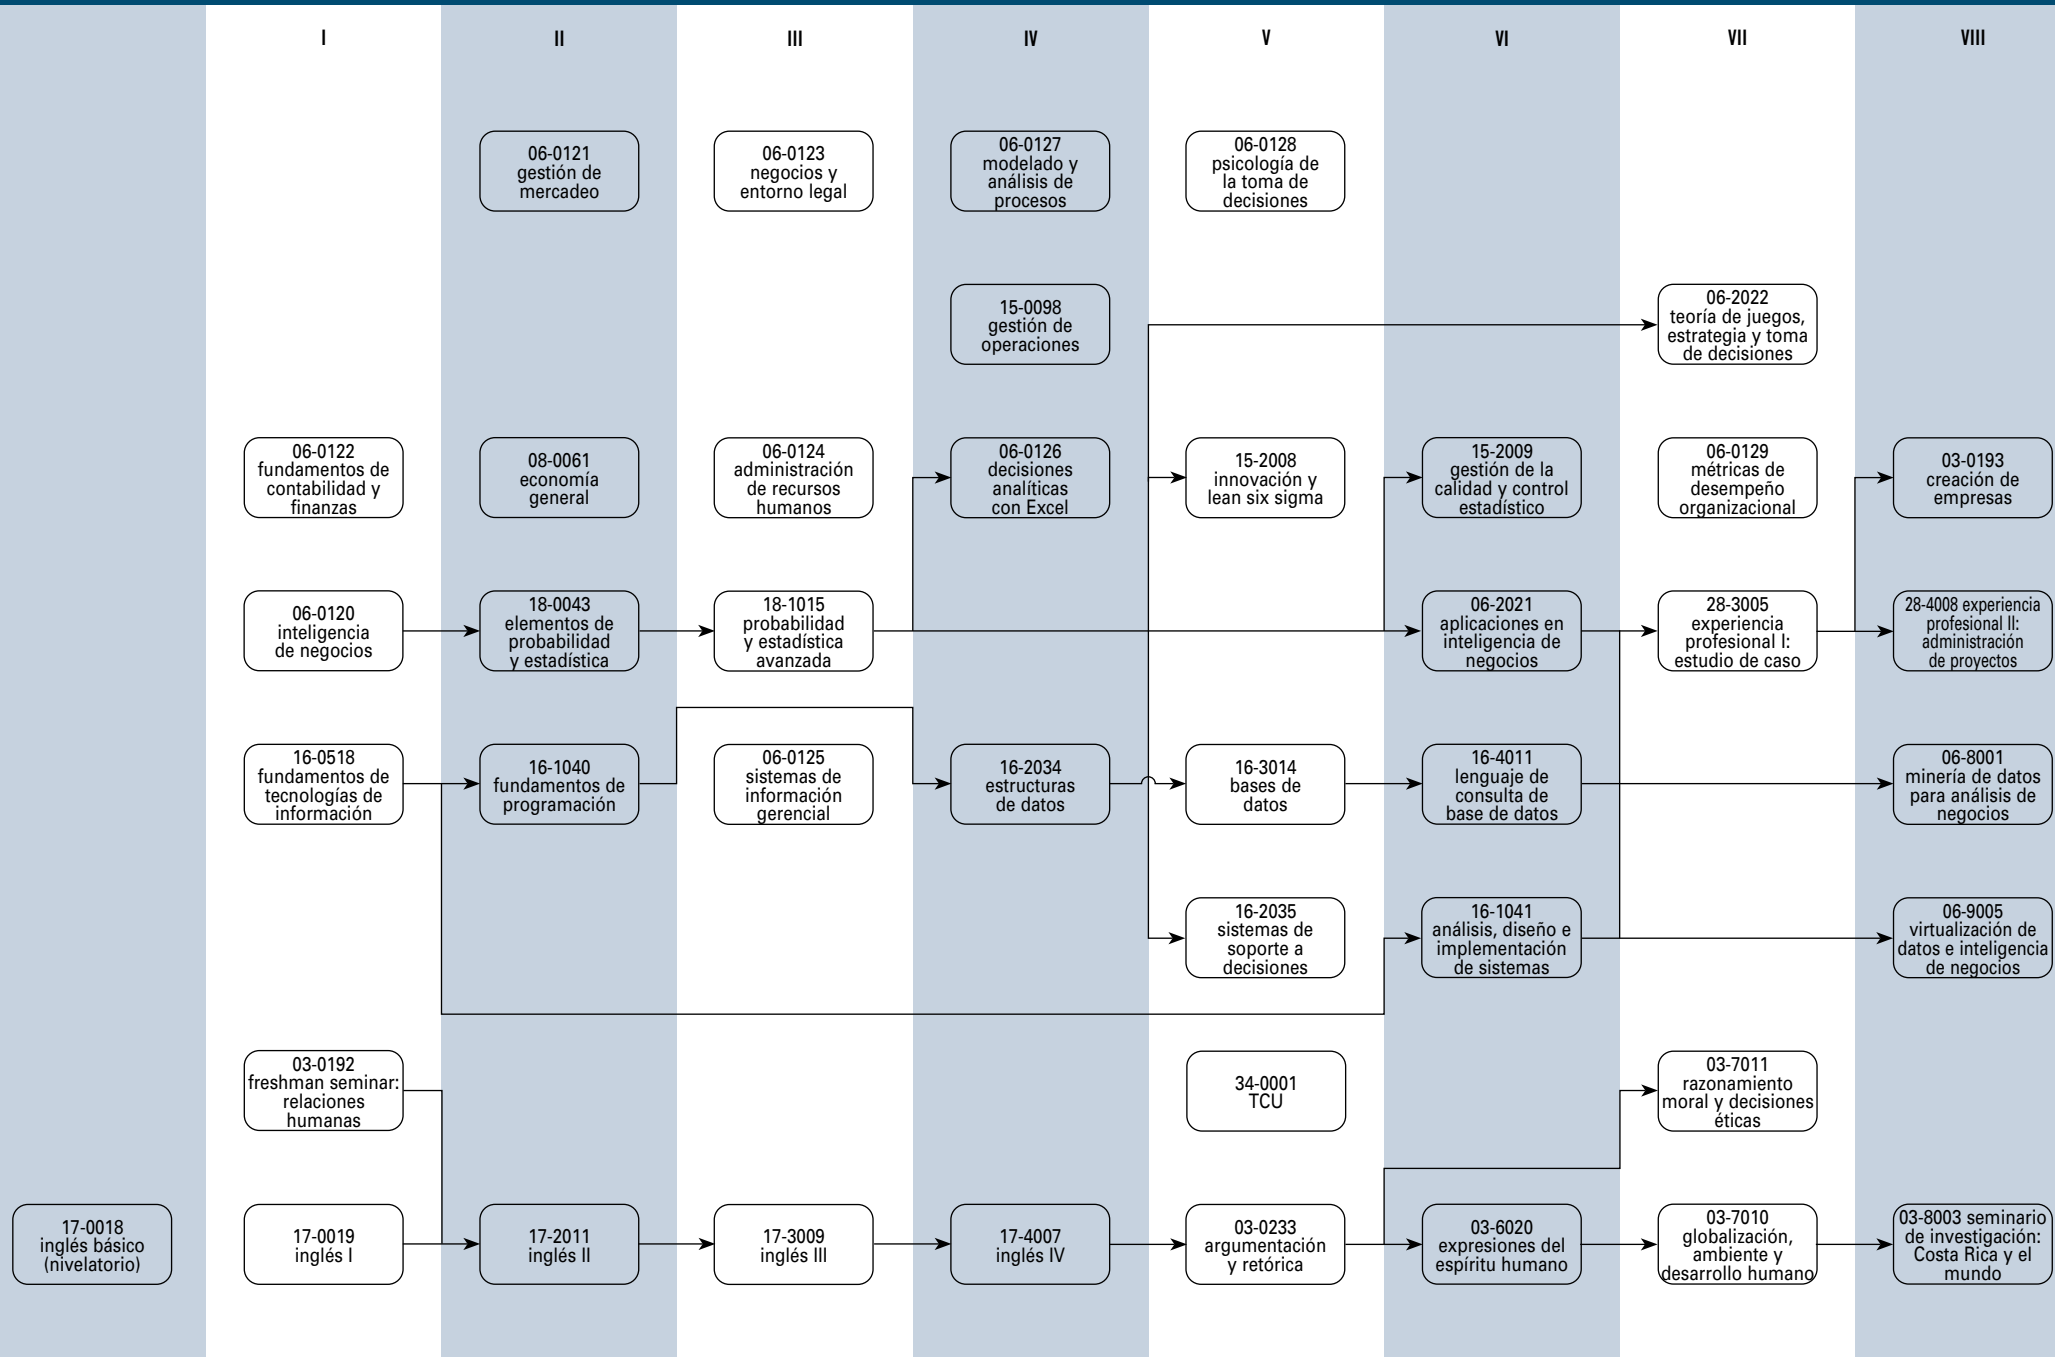 I
II
III
IV
V
VI
VII
VIII
06-0121
gestión de
mercadeo
06-0123
negocios y
entorno legal
06-0127
modelado y
análisis de
procesos
06-0128
psicología de
la toma de
decisiones
15-0098
gestión de
operaciones
06-2022
teoría de juegos,
estrategia y toma
de decisiones
06-0122
fundamentos de
contabilidad y
finanzas
08-0061
economía
general
06-0124
administración
de recursos
humanos
06-0126
decisiones
analíticas
con Excel
15-2008
innovación y
lean six sigma
15-2009
gestión de la
calidad y control
estadístico
06-0129
métricas de
desempeño
organizacional
03-0193
creación de
empresas
06-0120
inteligencia
de negocios
18-0043
elementos de
probabilidad
y estadística
18-1015
probabilidad
y estadística
avanzada
06-2021
aplicaciones en
inteligencia de
negocios
28-3005
experiencia
profesional I:
estudio de caso
28-4008 experiencia
profesional II:
administración
de proyectos
16-0518
fundamentos de
tecnologías de
información
16-1040
fundamentos de
programación
06-0125
sistemas de
información
gerencial
16-2034
estructuras
de datos
16-3014
bases de
datos
16-4011
lenguaje de
consulta de
base de datos
06-8001
minería de datos
para análisis de
negocios
16-2035
sistemas de
soporte a
decisiones
16-1041
análisis, diseño e
implementación
de sistemas
06-9005
virtualización de
datos e inteligencia
de negocios
03-0192
freshman seminar:
relaciones
humanas
34-0001
TCU
03-7011
razonamiento
moral y decisiones
éticas
17-0018
inglés básico
(nivelatorio)
17-0019
inglés I
17-2011
inglés II
17-3009
inglés III
17-4007
inglés IV
03-0233
argumentación
y retórica
03-6020
expresiones del
espíritu humano
03-7010
globalización,
ambiente y
desarrollo humano
03-8003 seminario
de investigación:
Costa Rica y el
mundo